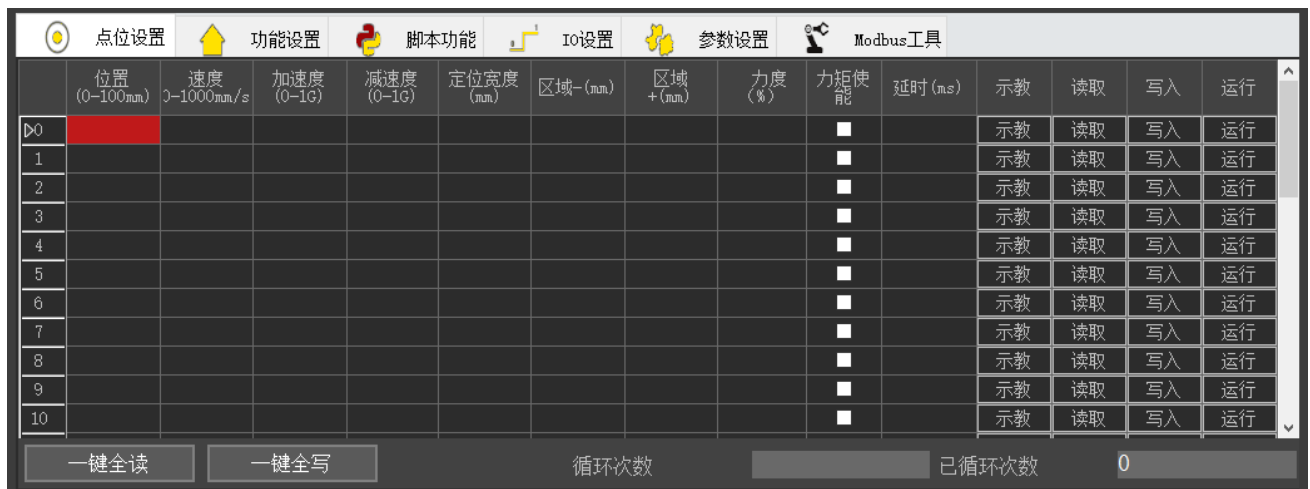 点位设置 功能设置 脚本功能 IO设置 参数设置 Modbus工具
位置 速度 加速度 减速度 定位宽度 区域-(mm) 区域 力度 力矩使 延时(ms) 示教 读取 写入 运行
(0-100mm) 0-1000mm/s (0-1G) (0-1G) (mm) +(mm) (%) 能
0 示教 读取 写入 运行
1 示教 读取 写入 运行
2 示教 读取 写入 运行
3 示教 读取 写入 运行
4 示教 读取 写入 运行
5 示教 读取 写入 运行
6 示教 读取 写入 运行
7 示教 读取 写入 运行
8 示教 读取 写入 运行
9 示教 读取 写入 运行
10 示教 读取 写入 运行
一键全读 一键全写 循环次数 已循环次数 0